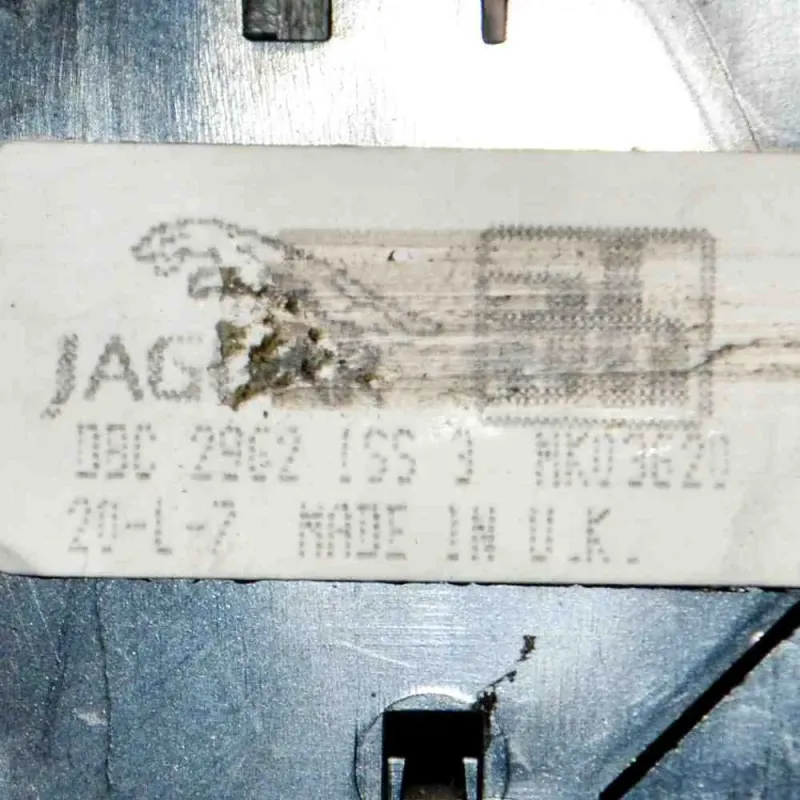 JAG
DBC 2962 ISS 3 MK03620
20-L-7 MADE IN U.K.